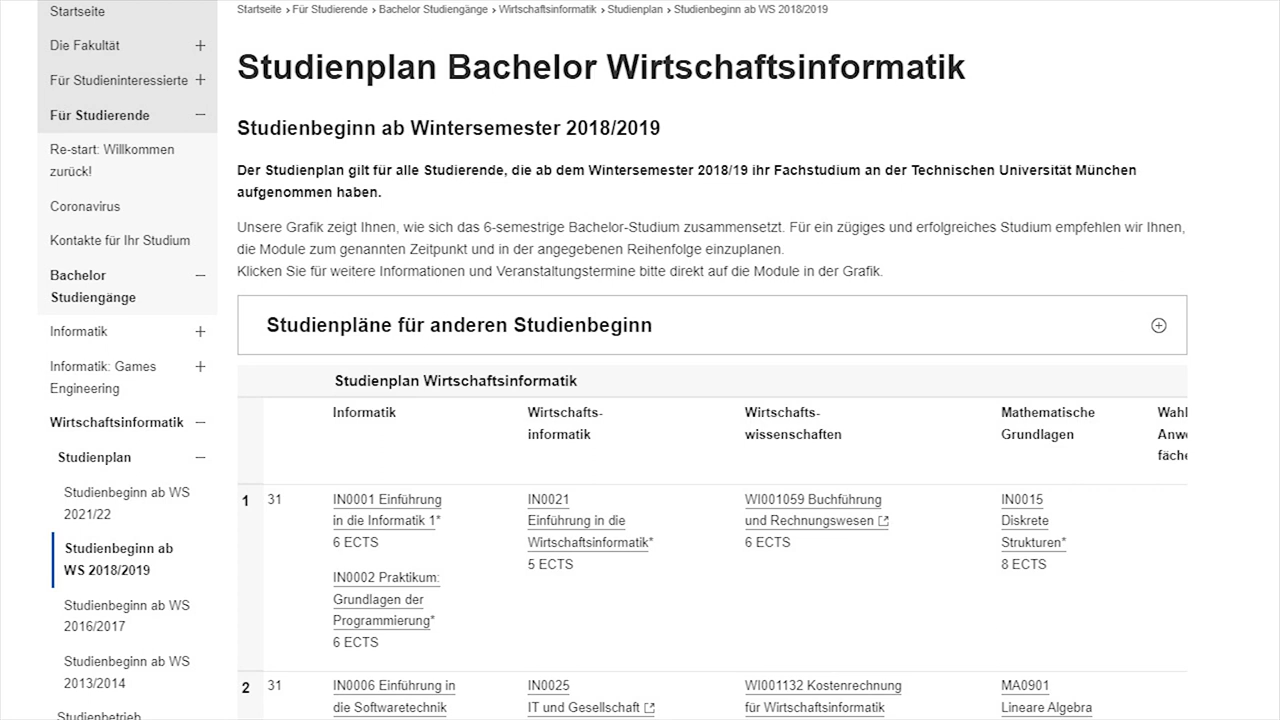 Startseite
Die Fakultät
Für Studieninteressierte
Für Studierende
Re-start: Willkommen
zurück!
Coronavirus
Kontakte für Ihr Studium
Bachelor
Studiengänge
Informatik
Informatik: Games
Engineering
Wirtschaftsinformatik
Studienplan
Studienbeginn ab WS
2021/22
Studienbeginn ab
WS 2018/2019
Studienbeginn ab WS
2016/2017
Studienbeginn ab WS
2013/2014
Studienbetrieb
Startseite › Für Studierende › Bachelor Studiengänge › Wirtschaftsinformatik › Studienplan › Studienbeginn ab WS 2018/2019
Studienplan Bachelor Wirtschaftsinformatik
Studienbeginn ab Wintersemester 2018/2019
Der Studienplan gilt für alle Studierende, die ab dem Wintersemester 2018/19 ihr Fachstudium an der Technischen Universität München
aufgenommen haben.
Unsere Grafik zeigt Ihnen, wie sich das 6-semestrige Bachelor-Studium zusammensetzt. Für ein zügiges und erfolgreiches Studium empfehlen wir Ihnen,
die Module zum genannten Zeitpunkt und in der angegebenen Reihenfolge einzuplanen.
Klicken Sie für weitere Informationen und Veranstaltungstermine bitte direkt auf die Module in der Grafik.
Studienpläne für anderen Studienbeginn
Studienplan Wirtschaftsinformatik
Informatik
Wirtschafts-
informatik
Wirtschafts-
wissenschaften
Mathematische
Grundlagen
Wahl
Anw
fäche
1 31
IN0001 Einführung
in die Informatik 1*
6 ECTS
IN0002 Praktikum:
Grundlagen der
Programmierung*
6 ECTS
IN0021
Einführung in die
Wirtschaftsinformatik*
5 ECTS
WI001059 Buchführung
und Rechnungswesen
6 ECTS
IN0015
Diskrete
Strukturen*
8 ECTS
2 31
IN0006 Einführung in
die Softwaretechnik
IN0025
IT und Gesellschaft
WI001132 Kostenrechnung
für Wirtschaftsinformatik
MA0901
Lineare Algebra